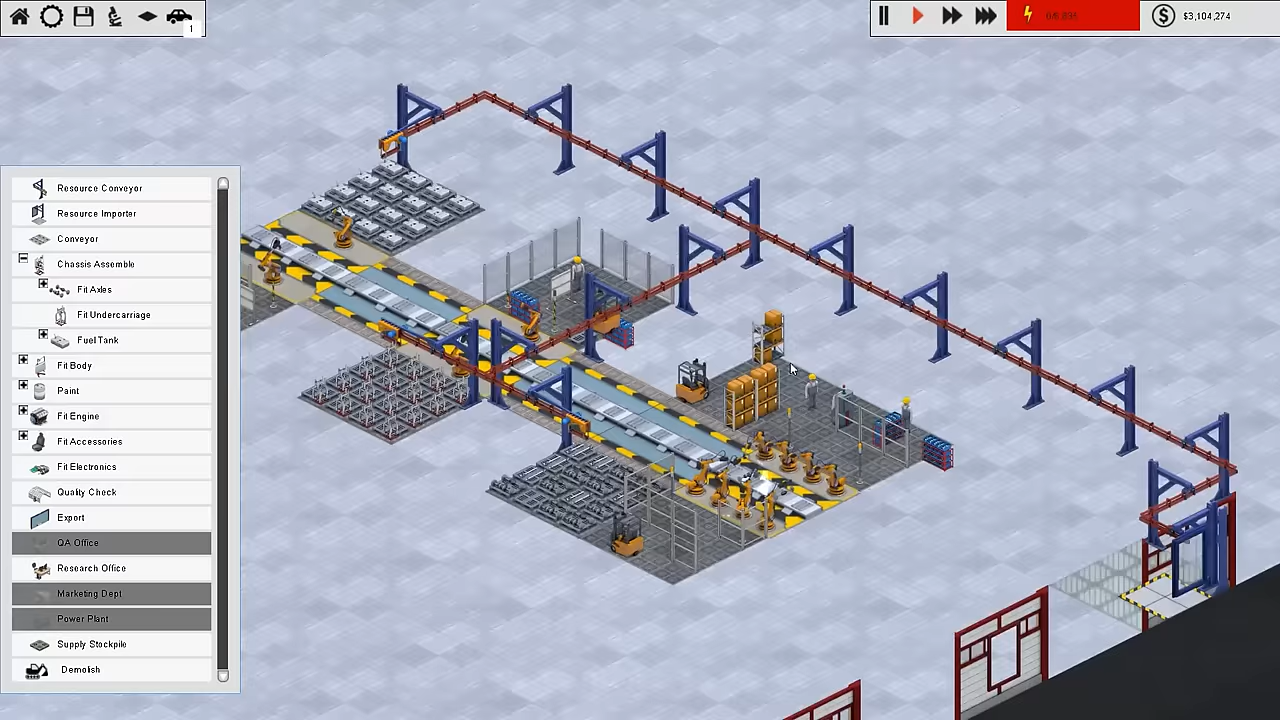 1
$3,104,274
Resource Conveyor
Resource Importer
Conveyor
Chassis Assemble
Fit Axles
Fit Undercarriage
Fuel Tank
Fit Body
Paint
Fit Engine
Fit Accessories
Fit Electronics
Quality Check
Export
QA Office
Research Office
Marketing Dept
Power Plant
Supply Stockpile
Demolish